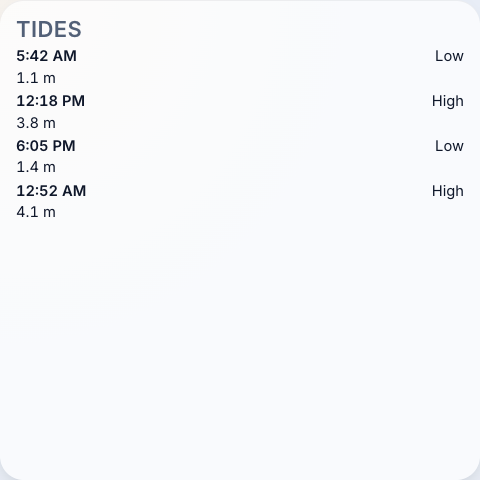 TIDES
5:42 AM Low
1.1 m
12:18 PM High
3.8 m
6:05 PM Low
1.4 m
12:52 AM High
4.1 m